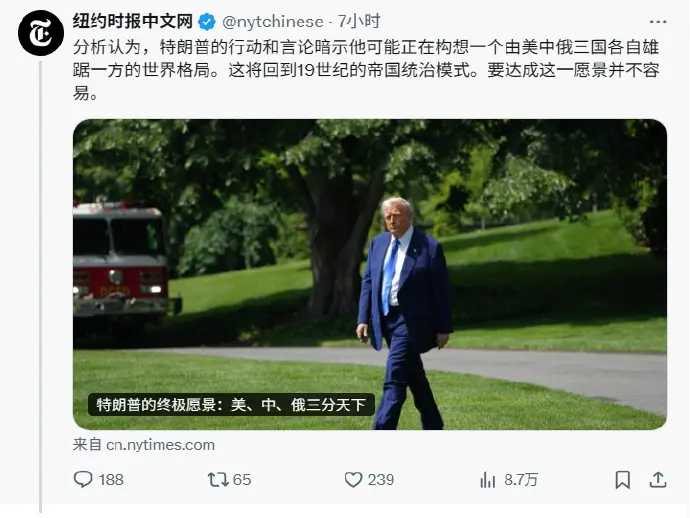 纽约时报中文网 @nytchinese · 7小时
分析认为，特朗普的行动和言论暗示他可能正在构想一个由美中俄三国各自雄
踞一方的世界格局。这将回到19世纪的帝国统治模式。要达成这一愿景并不容
易。
特朗普的终极愿景：美、中、俄三分天下
来自 cn.nytimes.com
188 65 239 8.7万